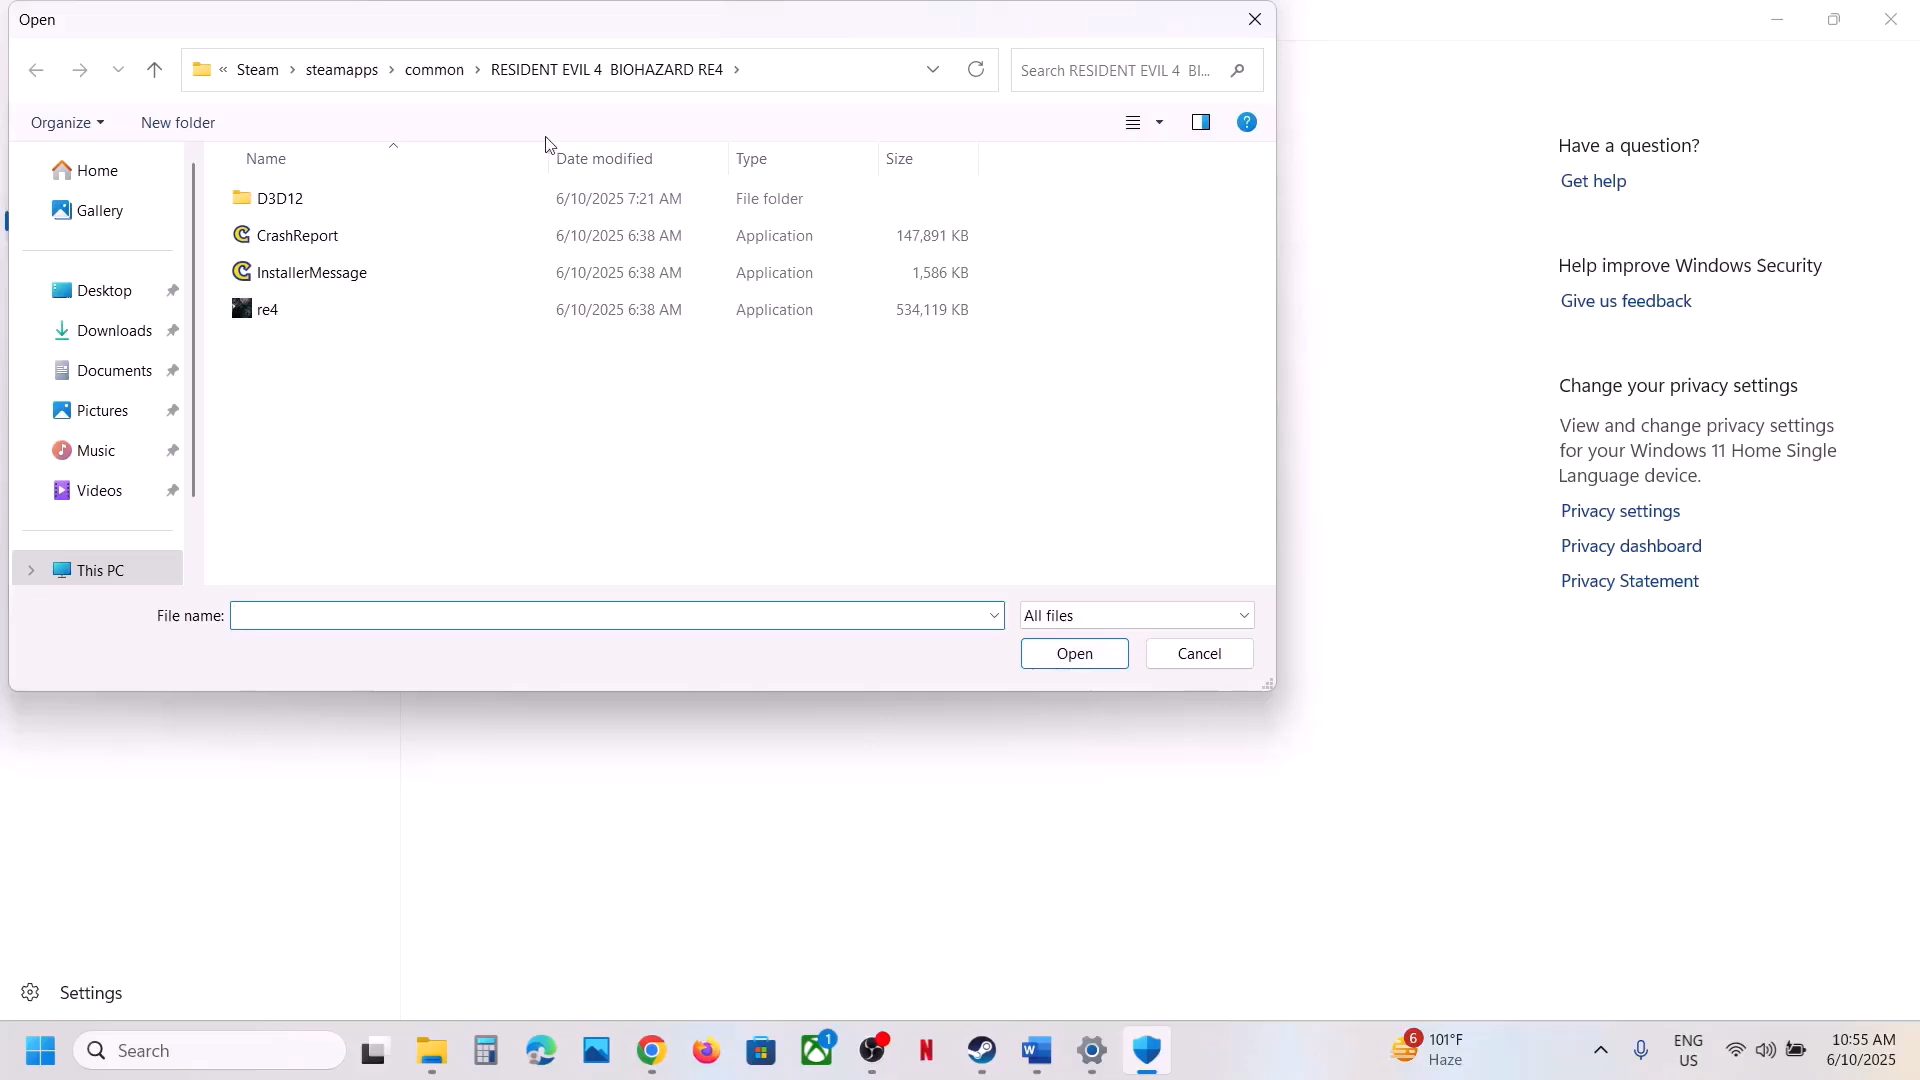 Open
« Steam > steamapps > common > RESIDENT EVIL 4 BIOHAZARD RE4 >
Search RESIDENT EVIL 4 BI...
Organize
New folder
?
Name
Date modified
Type
Size
Home
Gallery
Desktop
Downloads
Documents
Pictures
Music
Videos
This PC
D3D12 6/10/2025 7:21 AM File folder
CrashReport 6/10/2025 6:38 AM Application 147,891 KB
InstallerMessage 6/10/2025 6:38 AM Application 1,586 KB
re4 6/10/2025 6:38 AM Application 534,119 KB
File name:
All files
Open
Cancel
Have a question?
Get help
Help improve Windows Security
Give us feedback
Change your privacy settings
View and change privacy settings
for your Windows 11 Home Single
Language device.
Privacy settings
Privacy dashboard
Privacy Statement
Settings
Search
1
N
W
6
101°F
Haze
ENG
US
10:55 AM
6/10/2025